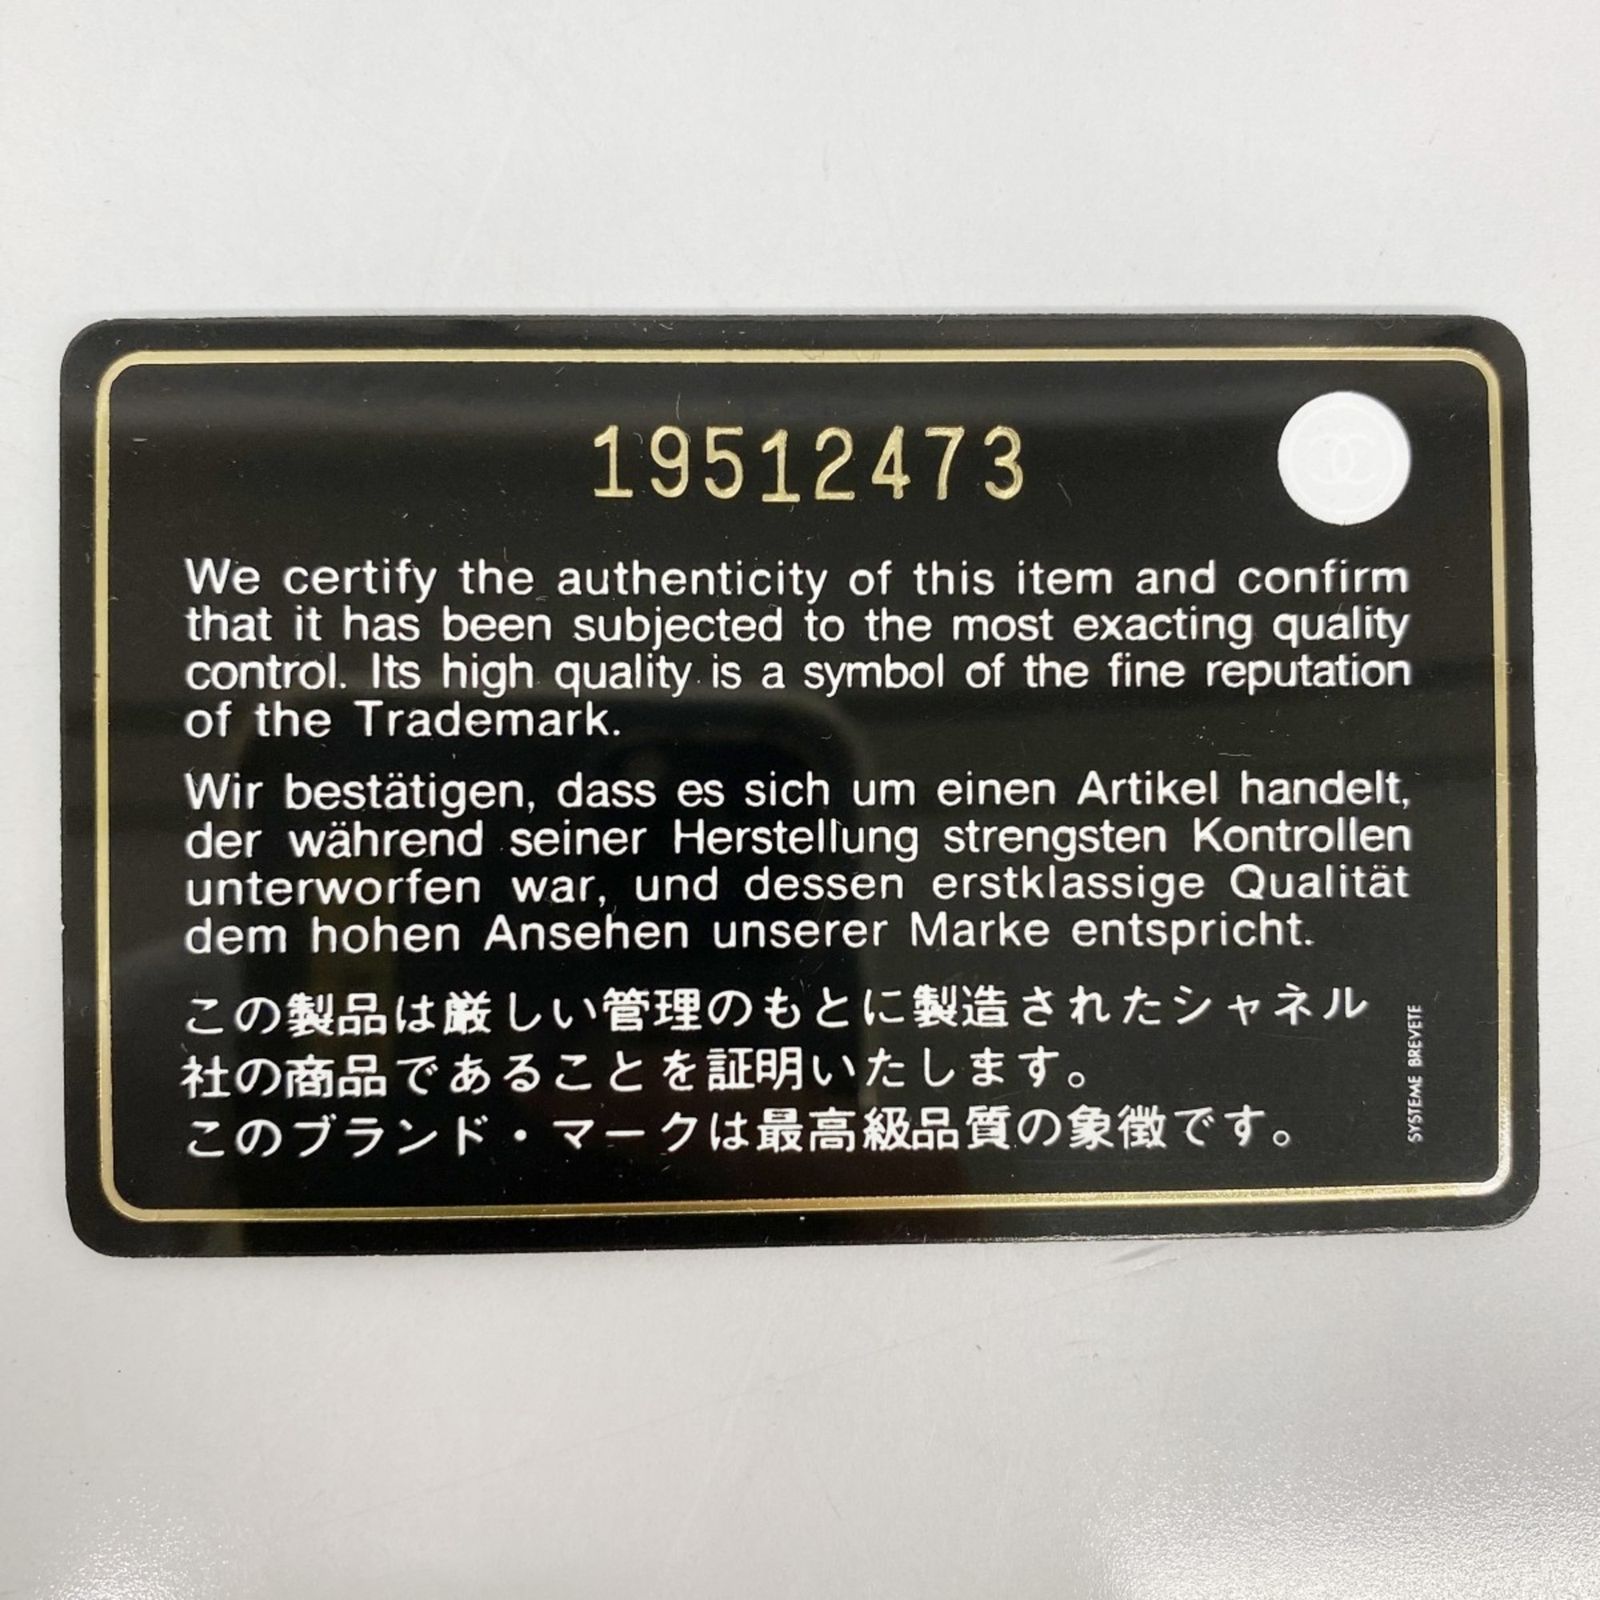 19512473
We certify the authenticity of this item and confirm
that it has been subjected to the most exacting quality
control. Its high quality is a symbol of the fine reputation
of the Trademark.
Wir bestätigen, dass es sich um einen Artikel handelt,
der während seiner Herstellung strengsten Kontrollen
unterworfen war, und dessen erstklassige Qualität
dem hohen Ansehen unserer Marke entspricht.
この製品は厳しい管理のもとに製造されたシャネル
社の商品であることを証明いたします。
このブランド・マークは最高級品質の象徴です。
SYSTEME BREVETE